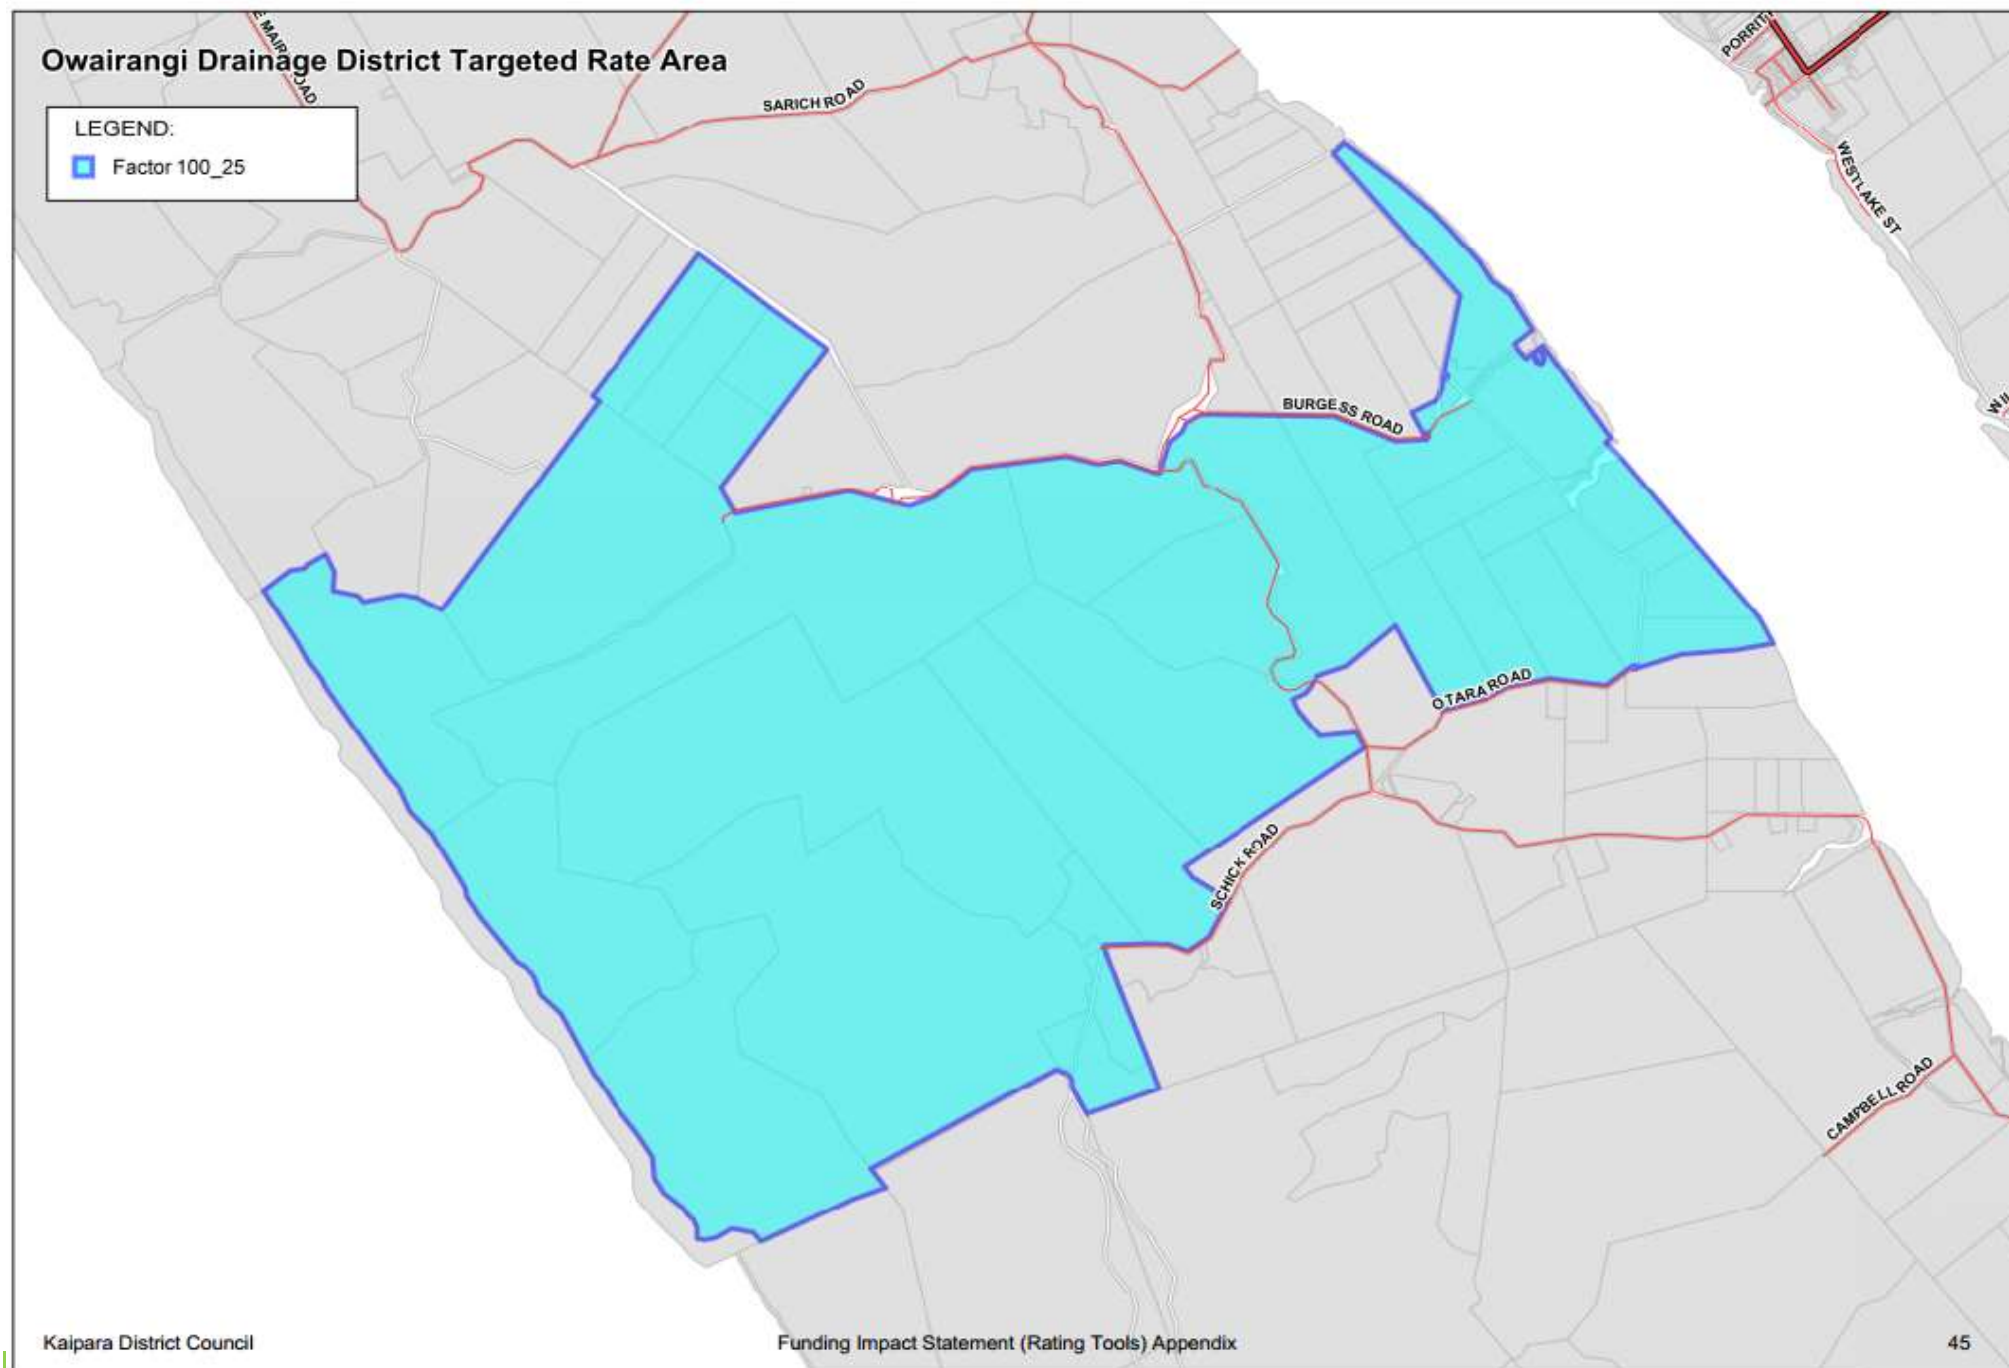 Owairangi Drainage District Targeted Rate Area
LEGEND:
Factor 100_25
SARICH ROAD
WESTLAKE ST
BURGESS ROAD
OTARA ROAD
SCHICK ROAD
CAMPBELL ROAD
Kaipara District Council
Funding Impact Statement (Rating Tools) Appendix
45